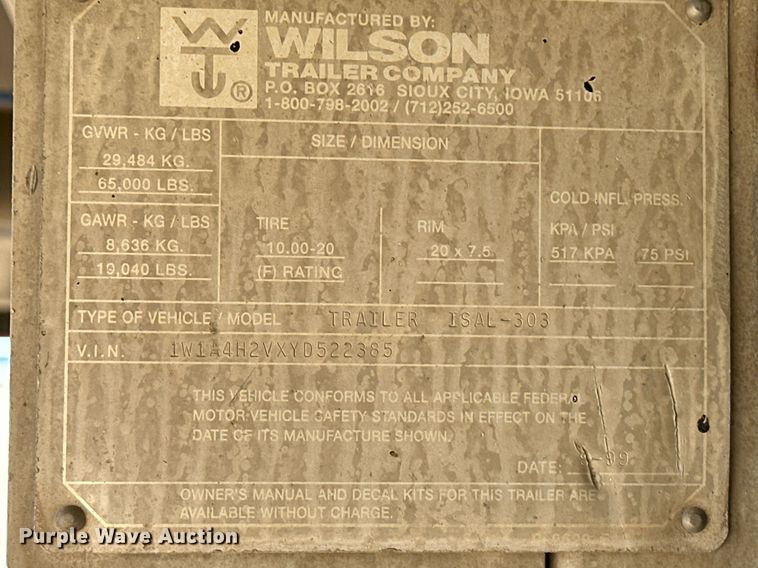 MANUFACTURED BY:
WILSON
TRAILER COMPANY
P.O. BOX 2616 SIOUX CITY, IOWA 51106
1-800-798-2002 / (712)252-6500
WT ®
GVWR - KG / LBS
29,484 KG.
65,000 LBS.
GAWR - KG / LBS
8,636 KG.
19,040 LBS.
SIZE / DIMENSION
TIRE
10.00-20
(F) RATING
RIM
20 x 7.5
COLD INFL. PRESS.
KPA / PSI
517 KPA 75 PSI
TYPE OF VEHICLE / MODEL TRAILER ISAL-303
V.I.N. 1W1A4H2VXYD522385
THIS VEHICLE CONFORMS TO ALL APPLICABLE FEDERAL
MOTOR VEHICLE SAFETY STANDARDS IN EFFECT ON THE
DATE OF ITS MANUFACTURE SHOWN.
DATE: -99
OWNER'S MANUAL AND DECAL KITS FOR THIS TRAILER ARE
AVAILABLE WITHOUT CHARGE.
Purple Wave Auction